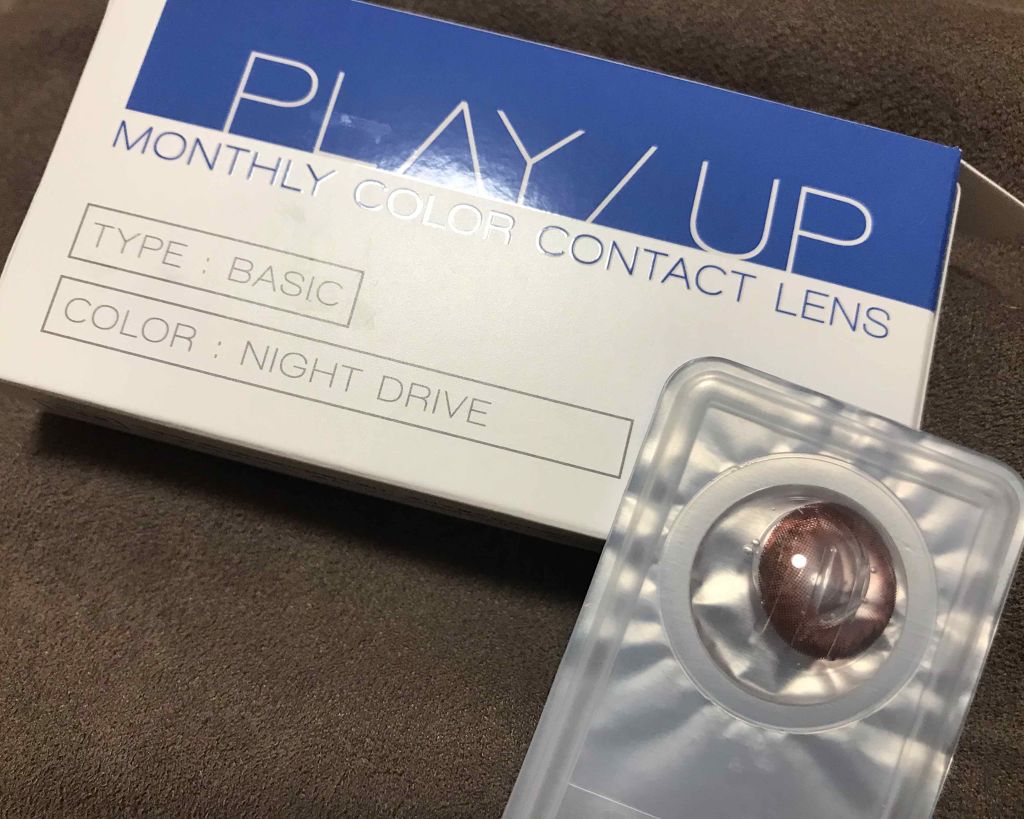 PLAY/UP
MONTHLY COLOR CONTACT LENS
TYPE : BASIC
COLOR : NIGHT DRIVE